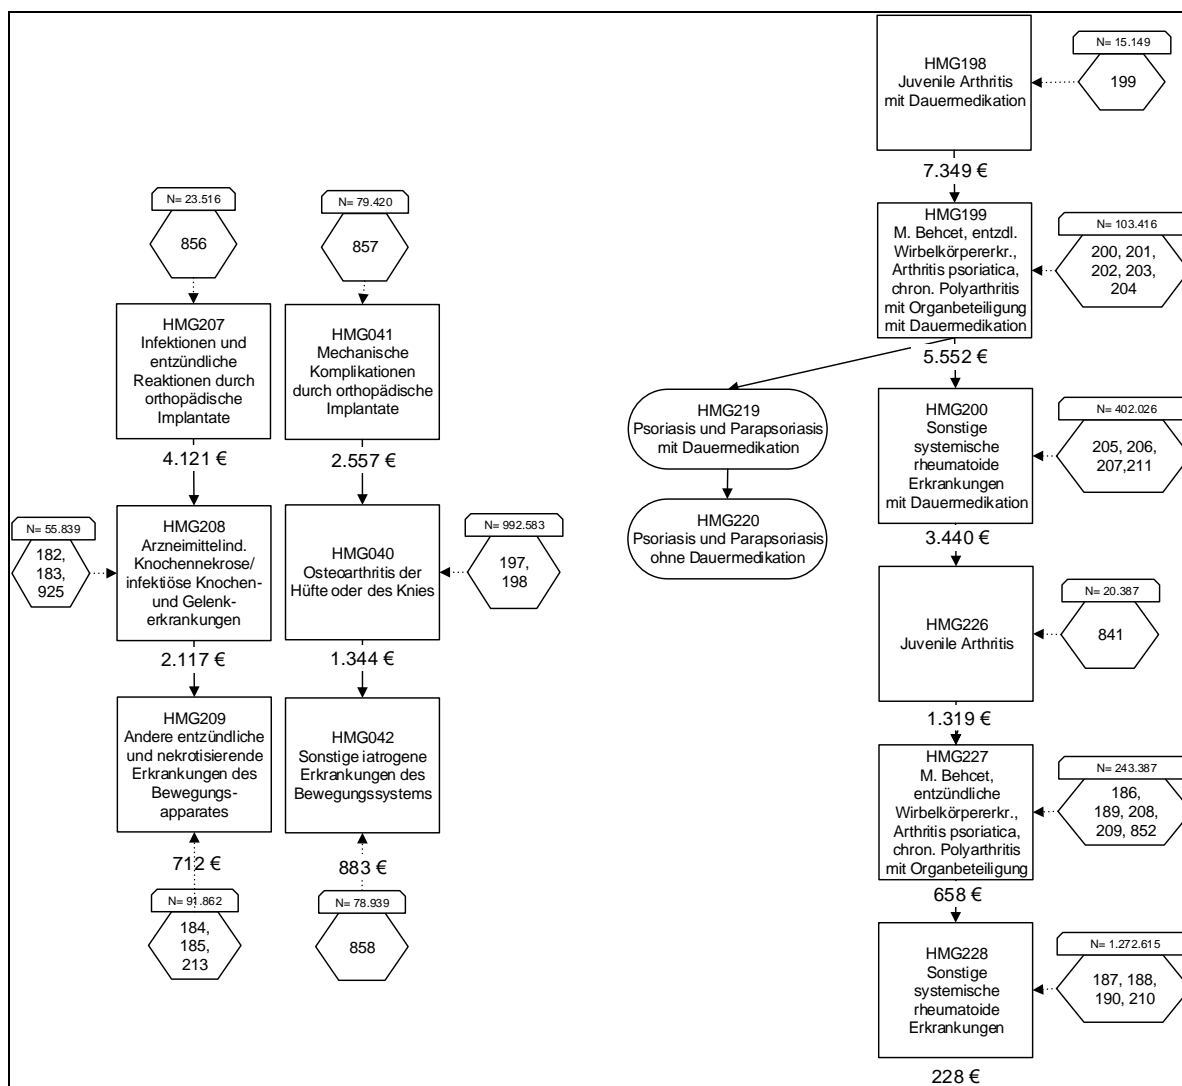 N= 23.516
856
HMG207
Infektionen und
entzündliche
Reaktionen durch
orthopädische
Implantate
4.121 €
N= 55.839
182,
183,
925
HMG208
Arzneimittelind.
Knochennekrose/
infektiöse Knochen-
und Gelenk-
erkrankungen
2.117 €
HMG209
Andere entzündliche
und nekrotisierende
Erkrankungen des
Bewegungs-
apparates
712 €
N= 91.862
184,
185,
213
N= 79.420
857
HMG041
Mechanische
Komplikationen
durch orthopädische
Implantate
2.557 €
HMG040
Osteoarthritis der
Hüfte oder des Knies
N= 992.583
197,
198
1.344 €
HMG042
Sonstige iatrogene
Erkrankungen des
Bewegungssystems
883 €
N= 78.939
858
HMG198
Juvenile Arthritis
mit Dauermedikation
N= 15.149
199
7.349 €
HMG199
M. Behcet, entzdl.
Wirbelkörpererkr.,
Arthritis psoriatica,
chron. Polyarthritis
mit Organbeteiligung
mit Dauermedikation
N= 103.416
200, 201,
202, 203,
204
5.552 €
HMG219
Psoriasis und Parapsoriasis
mit Dauermedikation
HMG220
Psoriasis und Parapsoriasis
ohne Dauermedikation
HMG200
Sonstige
systemische
rheumatoide
Erkrankungen
mit Dauermedikation
N= 402.026
205, 206,
207,211
3.440 €
HMG226
Juvenile Arthritis
N= 20.387
841
1.319 €
HMG227
M. Behcet,
entzündliche
Wirbelkörpererkr.,
Arthritis psoriatica,
chron. Polyarthritis
mit Organbeteiligung
N= 243.387
186,
189, 208,
209, 852
658 €
HMG228
Sonstige
systemische
rheumatoide
Erkrankungen
N= 1.272.615
187, 188,
190, 210
228 €